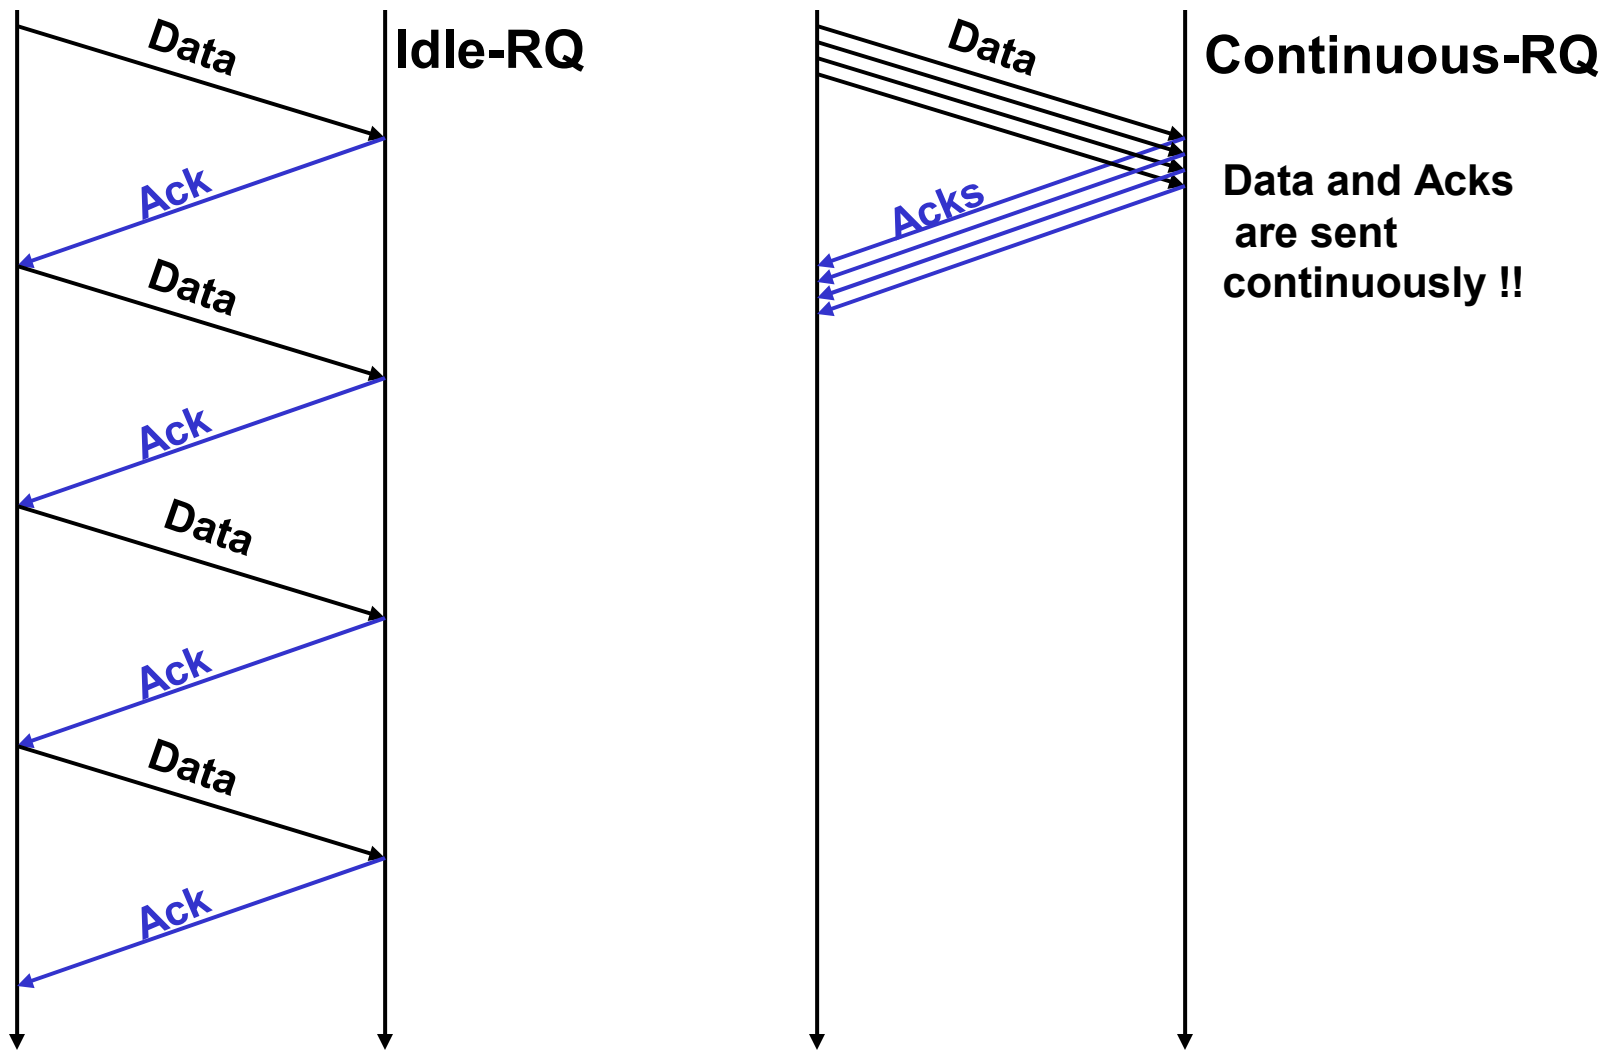 Idle-RQ
Data
Ack
Data
Ack
Data
Ack
Data
Ack
Continuous-RQ
Data
Acks
Data and Acks
are sent
continuously !!